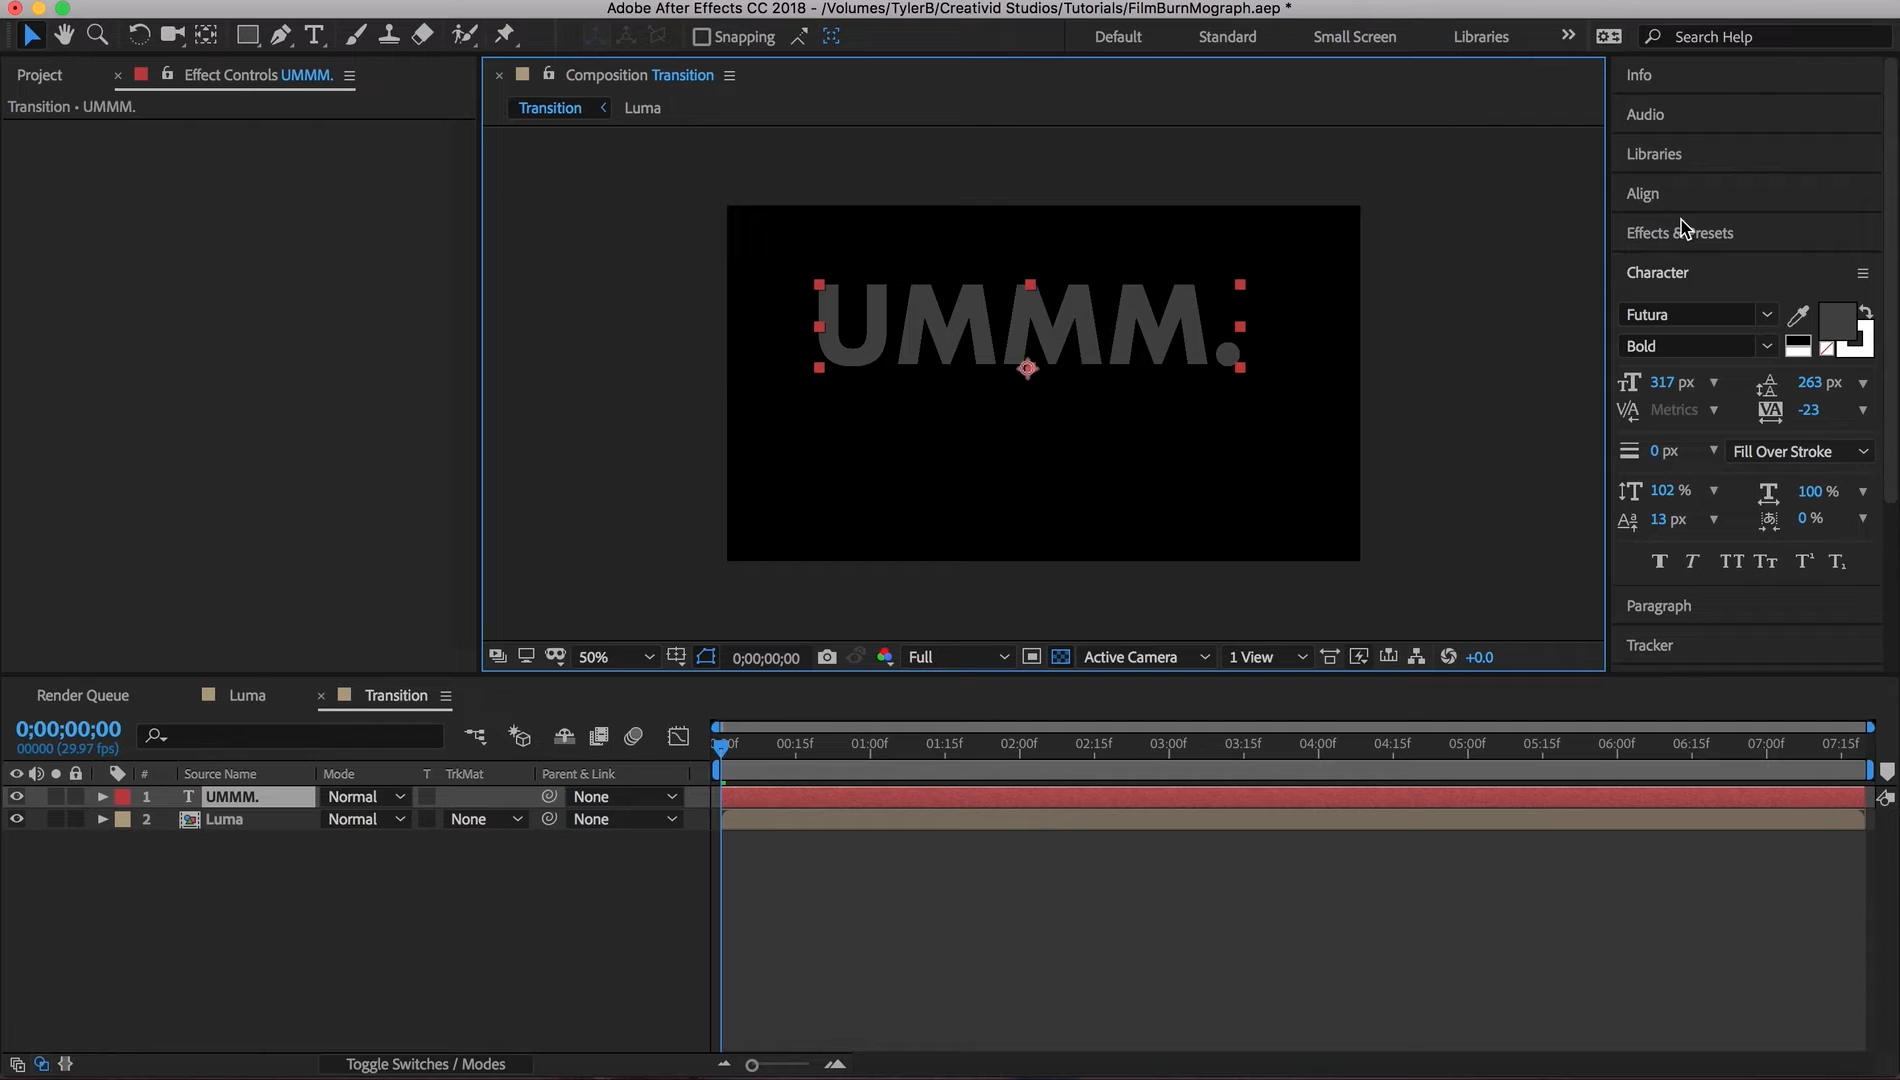 Adobe After Effects CC 2018 - /Volumes/TylerB/Creativid Studios/Tutorials/FilmBurnMograph.aep *
Snapping
Default
Standard
Small Screen
Libraries
Search Help
Project
Effect Controls UMMM.
Transition • UMMM.
Composition Transition
Transition
Luma
UMMM.
Info
Audio
Libraries
Align
Effects & Presets
Character
Futura
Bold
317 px
263 px
Metrics
-23
0 px
Fill Over Stroke
102 %
100 %
13 px
0 %
T T TT Tт T¹ T₁
Paragraph
Tracker
50%
0;00;00;00
Full
Active Camera
1 View
+0.0
Render Queue
Luma
Transition
0;00;00;00
00000 (29.97 fps)
:00f 00:15f 01:00f 01:15f 02:00f 02:15f 03:00f 03:15f 04:00f 04:15f 05:00f 05:15f 06:00f 06:15f 07:00f 07:15f
# Source Name Mode T TrkMat Parent & Link
1 T UMMM. Normal None
2 Luma Normal None None
Toggle Switches / Modes